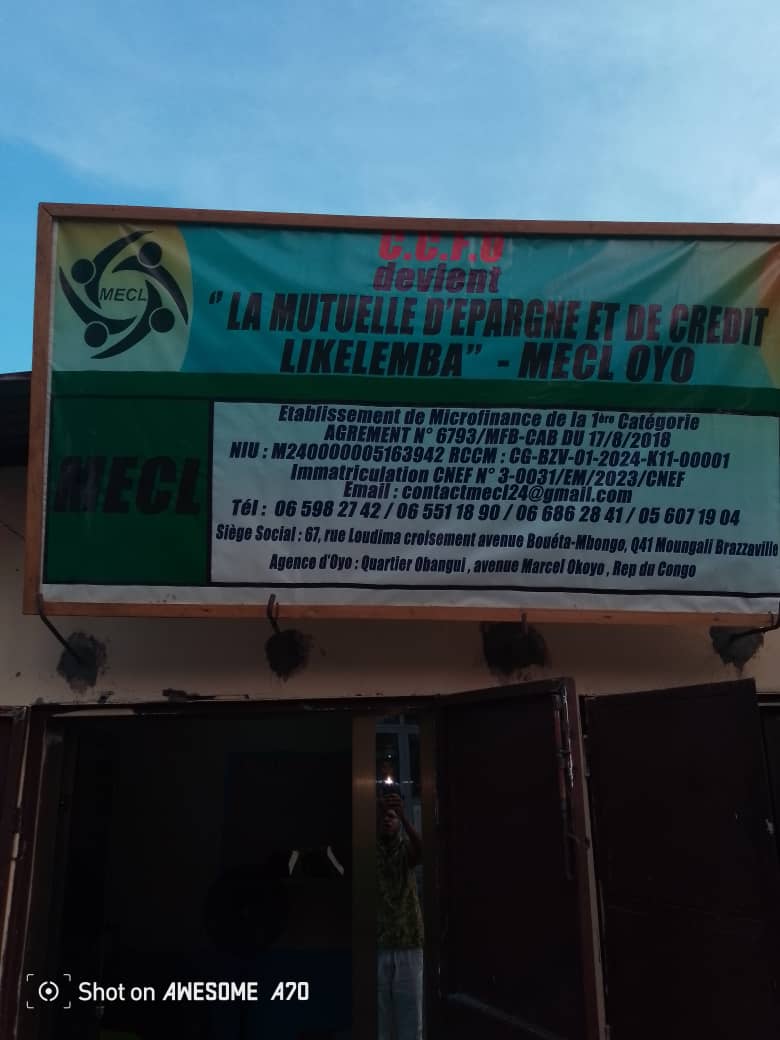 C.C.F.O
devient
MECL
“ LA MUTUELLE D'EPARGNE ET DE CREDIT
LIKELEMBA” - MECL OYO
Etablissement de Microfinance de la 1ère Catégorie
AGREMENT N° 6793/MFB-CAB DU 17/8/2018
NIU : M240000005163942 RCCM : CG-BZV-01-2024-K11-00001
Immatriculation CNEF N° 3-0031/EM/2023/CNEF
Email : contactmecl24@gmail.com
MECL
Tél : 06 598 27 42 / 06 551 18 90 / 06 686 28 41 / 05 607 19 04
Siège Social : 67, rue Loudima croisement avenue Bouéta-Mbongo, Q41 Moungali Brazzaville
Agence d'Oyo : Quartier Obangui , avenue Marcel Okoyo , Rep du Congo
Shot on AWESOME A70